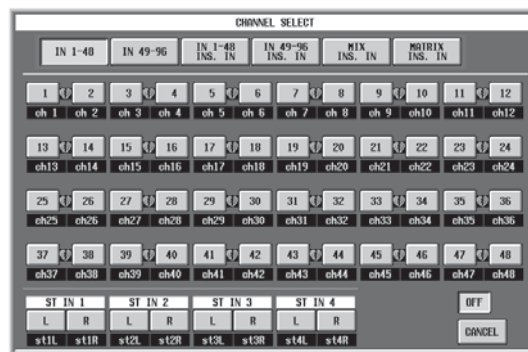 CHANNEL SELECT
IN 1-48 IN 49-96 IN 1-48 INS. IN IN 49-96 INS. IN MIX INS. IN MATRIX INS. IN
1 2 3 4 5 6 7 8 9 10 11 12
ch 1 ch 2 ch 3 ch 4 ch 5 ch 6 ch 7 ch 8 ch 9 ch10 ch11 ch12
13 14 15 16 17 18 19 20 21 22 23 24
ch13 ch14 ch15 ch16 ch17 ch18 ch19 ch20 ch21 ch22 ch23 ch24
25 26 27 28 29 30 31 32 33 34 35 36
ch25 ch26 ch27 ch28 ch29 ch30 ch31 ch32 ch33 ch34 ch35 ch36
37 38 39 40 41 42 43 44 45 46 47 48
ch37 ch38 ch39 ch40 ch41 ch42 ch43 ch44 ch45 ch46 ch47 ch48
ST IN 1 ST IN 2 ST IN 3 ST IN 4 OFF
L R L R L R L R
st1L st1R st2L st2R st3L st3R st4L st4R CANCEL